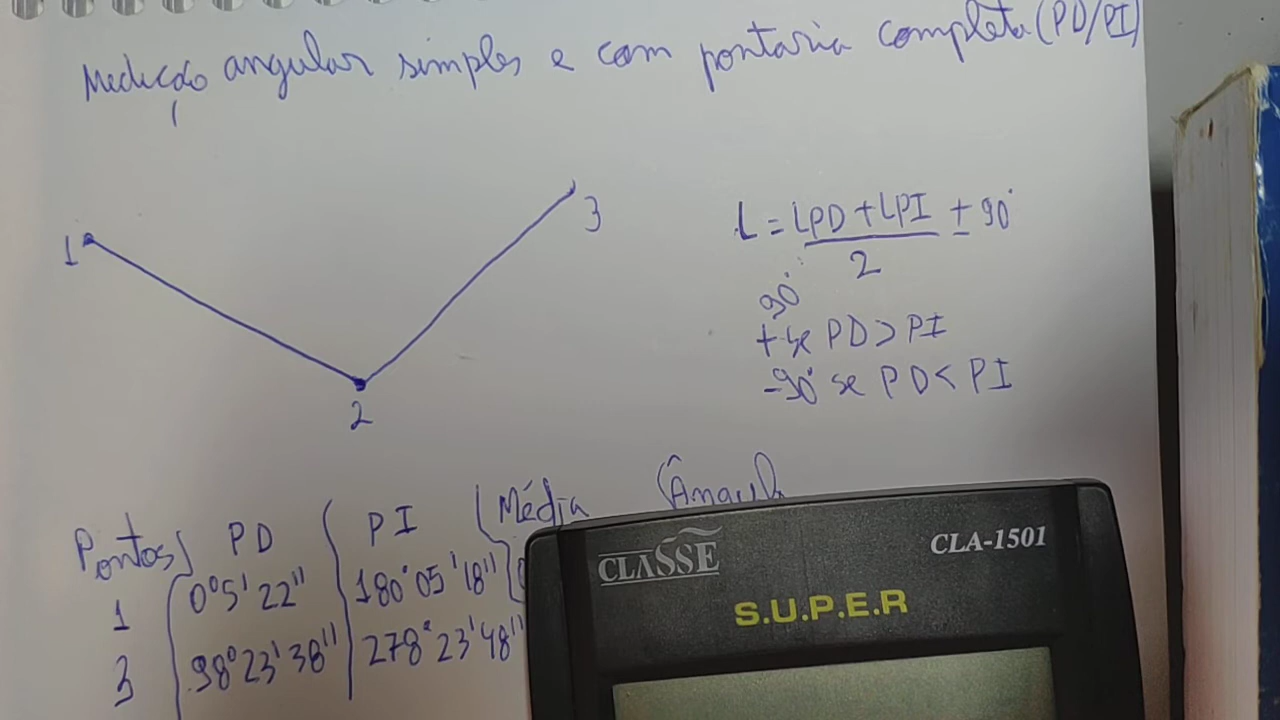 Medição angular simples e com pontaria completa (PD/PI)
1
2
3
L = LPD + LPI ± 90°
2
90°
+ se PD > PI
-90° se PD < PI
Pontos PD PI Média
1 0°5'22" 180°05'18"
3 98°23'38" 278°23'48"
CLASSE
CLA-1501
S.U.P.E.R